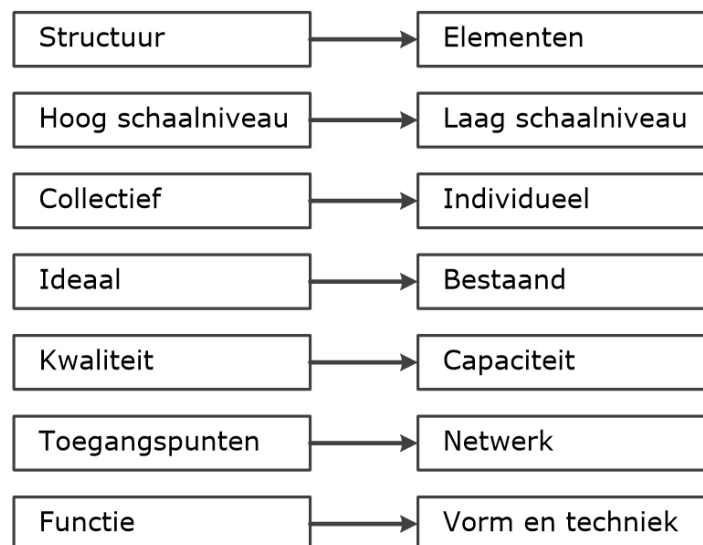 Structuur
Elementen
Hoog schaalniveau
Laag schaalniveau
Collectief
Individueel
Ideaal
Bestaand
Kwaliteit
Capaciteit
Toegangspunten
Netwerk
Functie
Vorm en techniek